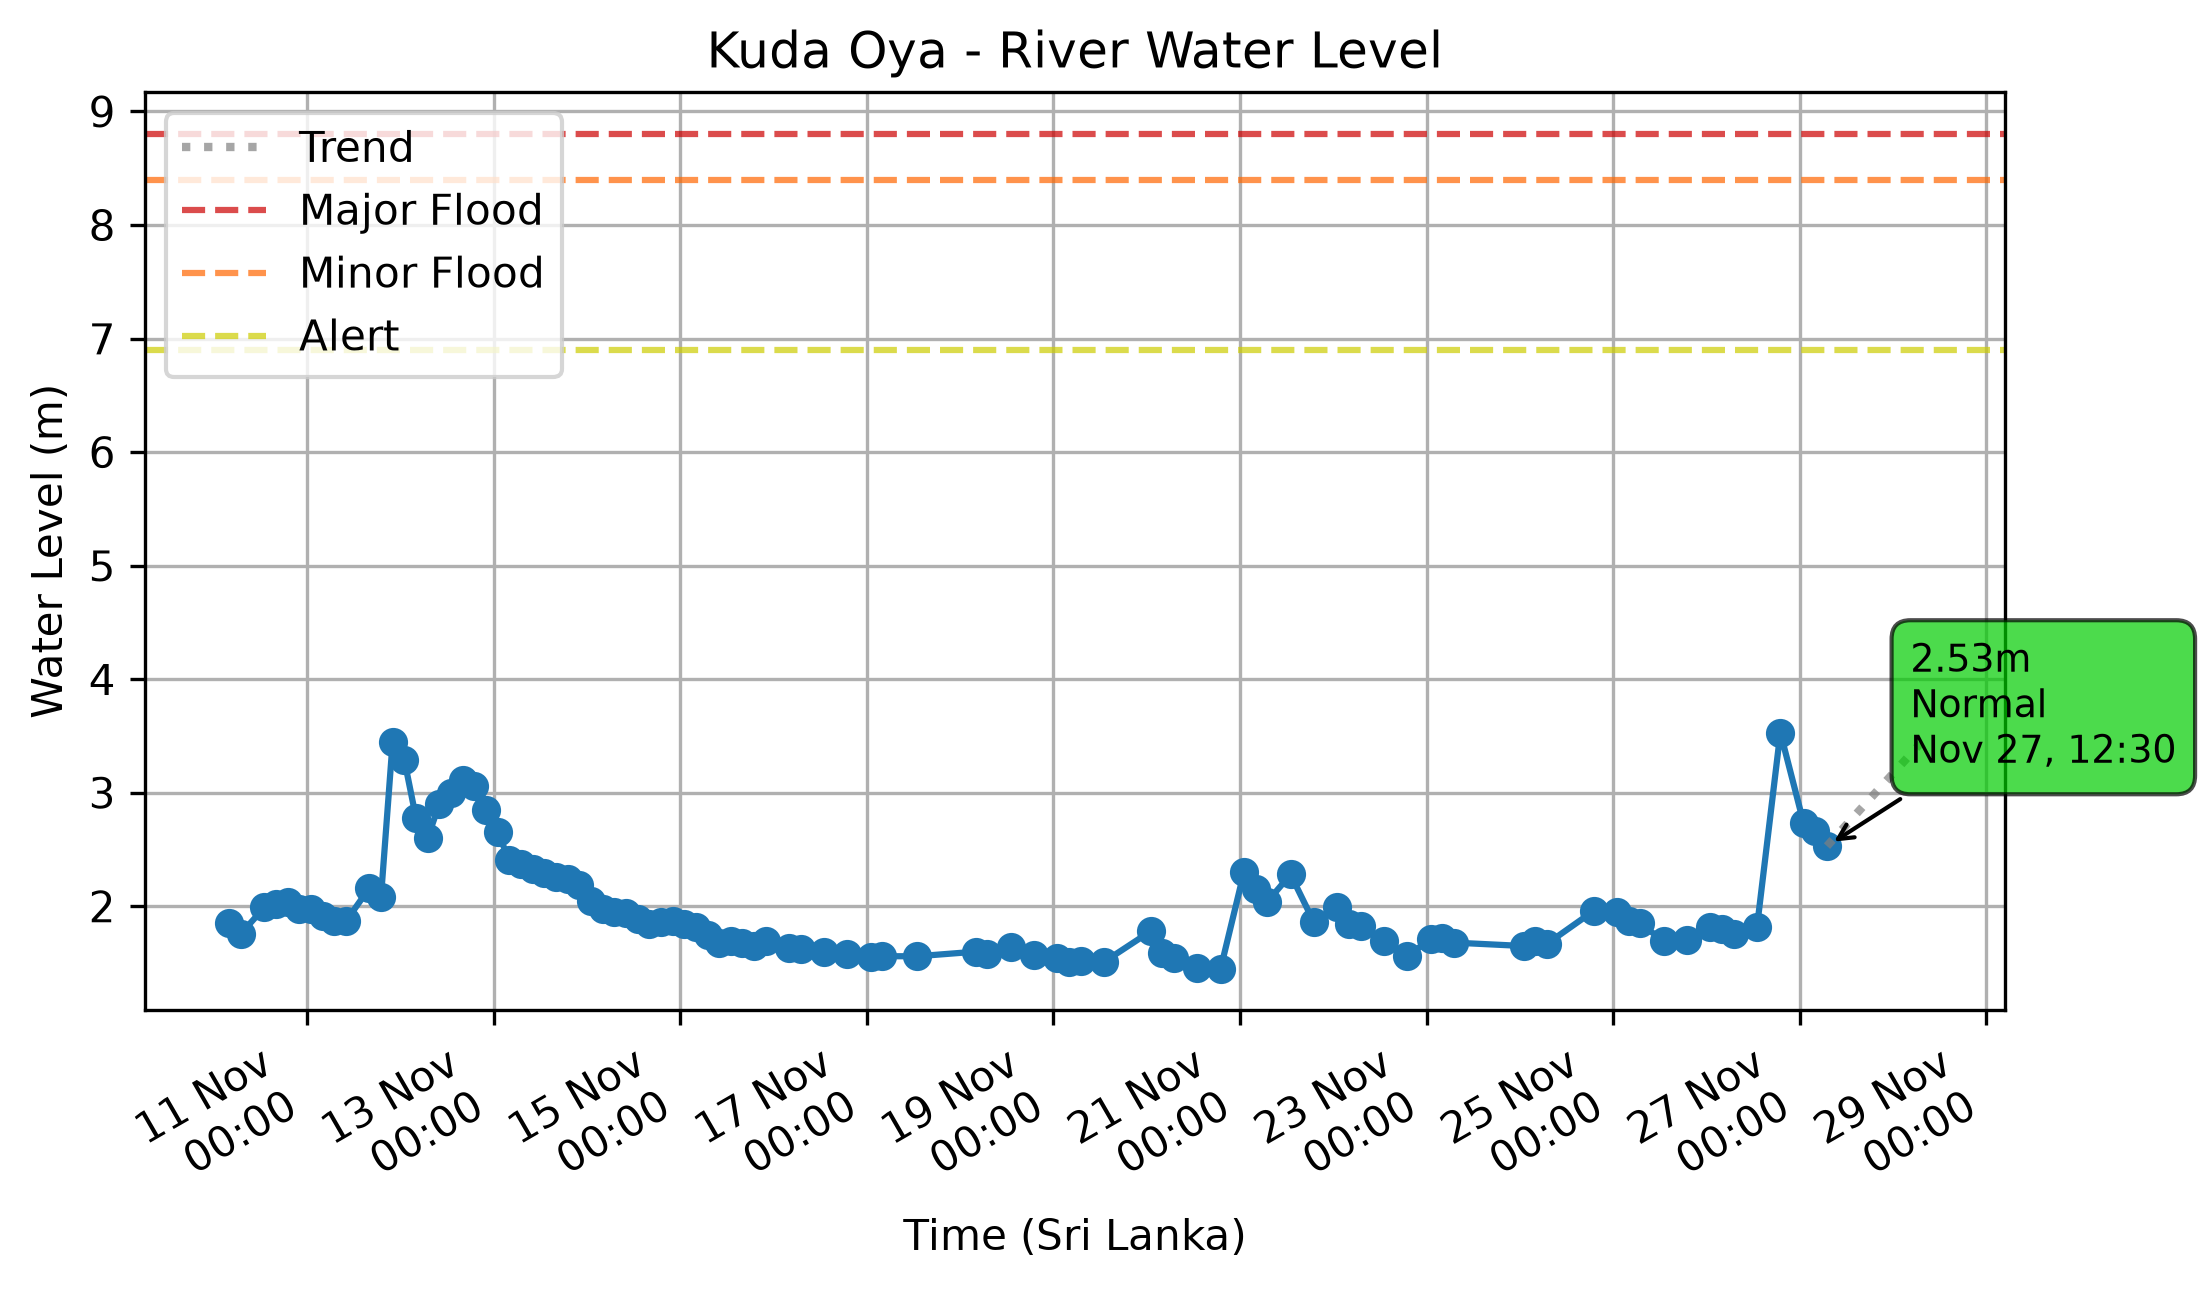 Kuda Oya - River Water Level
9
8
7
6
5
4
3
2
Water Level (m)
Trend
Major Flood
Minor Flood
Alert
2.53m
Normal
Nov 27, 12:30
11 Nov
00:00
13 Nov
00:00
15 Nov
00:00
17 Nov
00:00
19 Nov
00:00
21 Nov
00:00
23 Nov
00:00
25 Nov
00:00
27 Nov
00:00
29 Nov
00:00
Time (Sri Lanka)